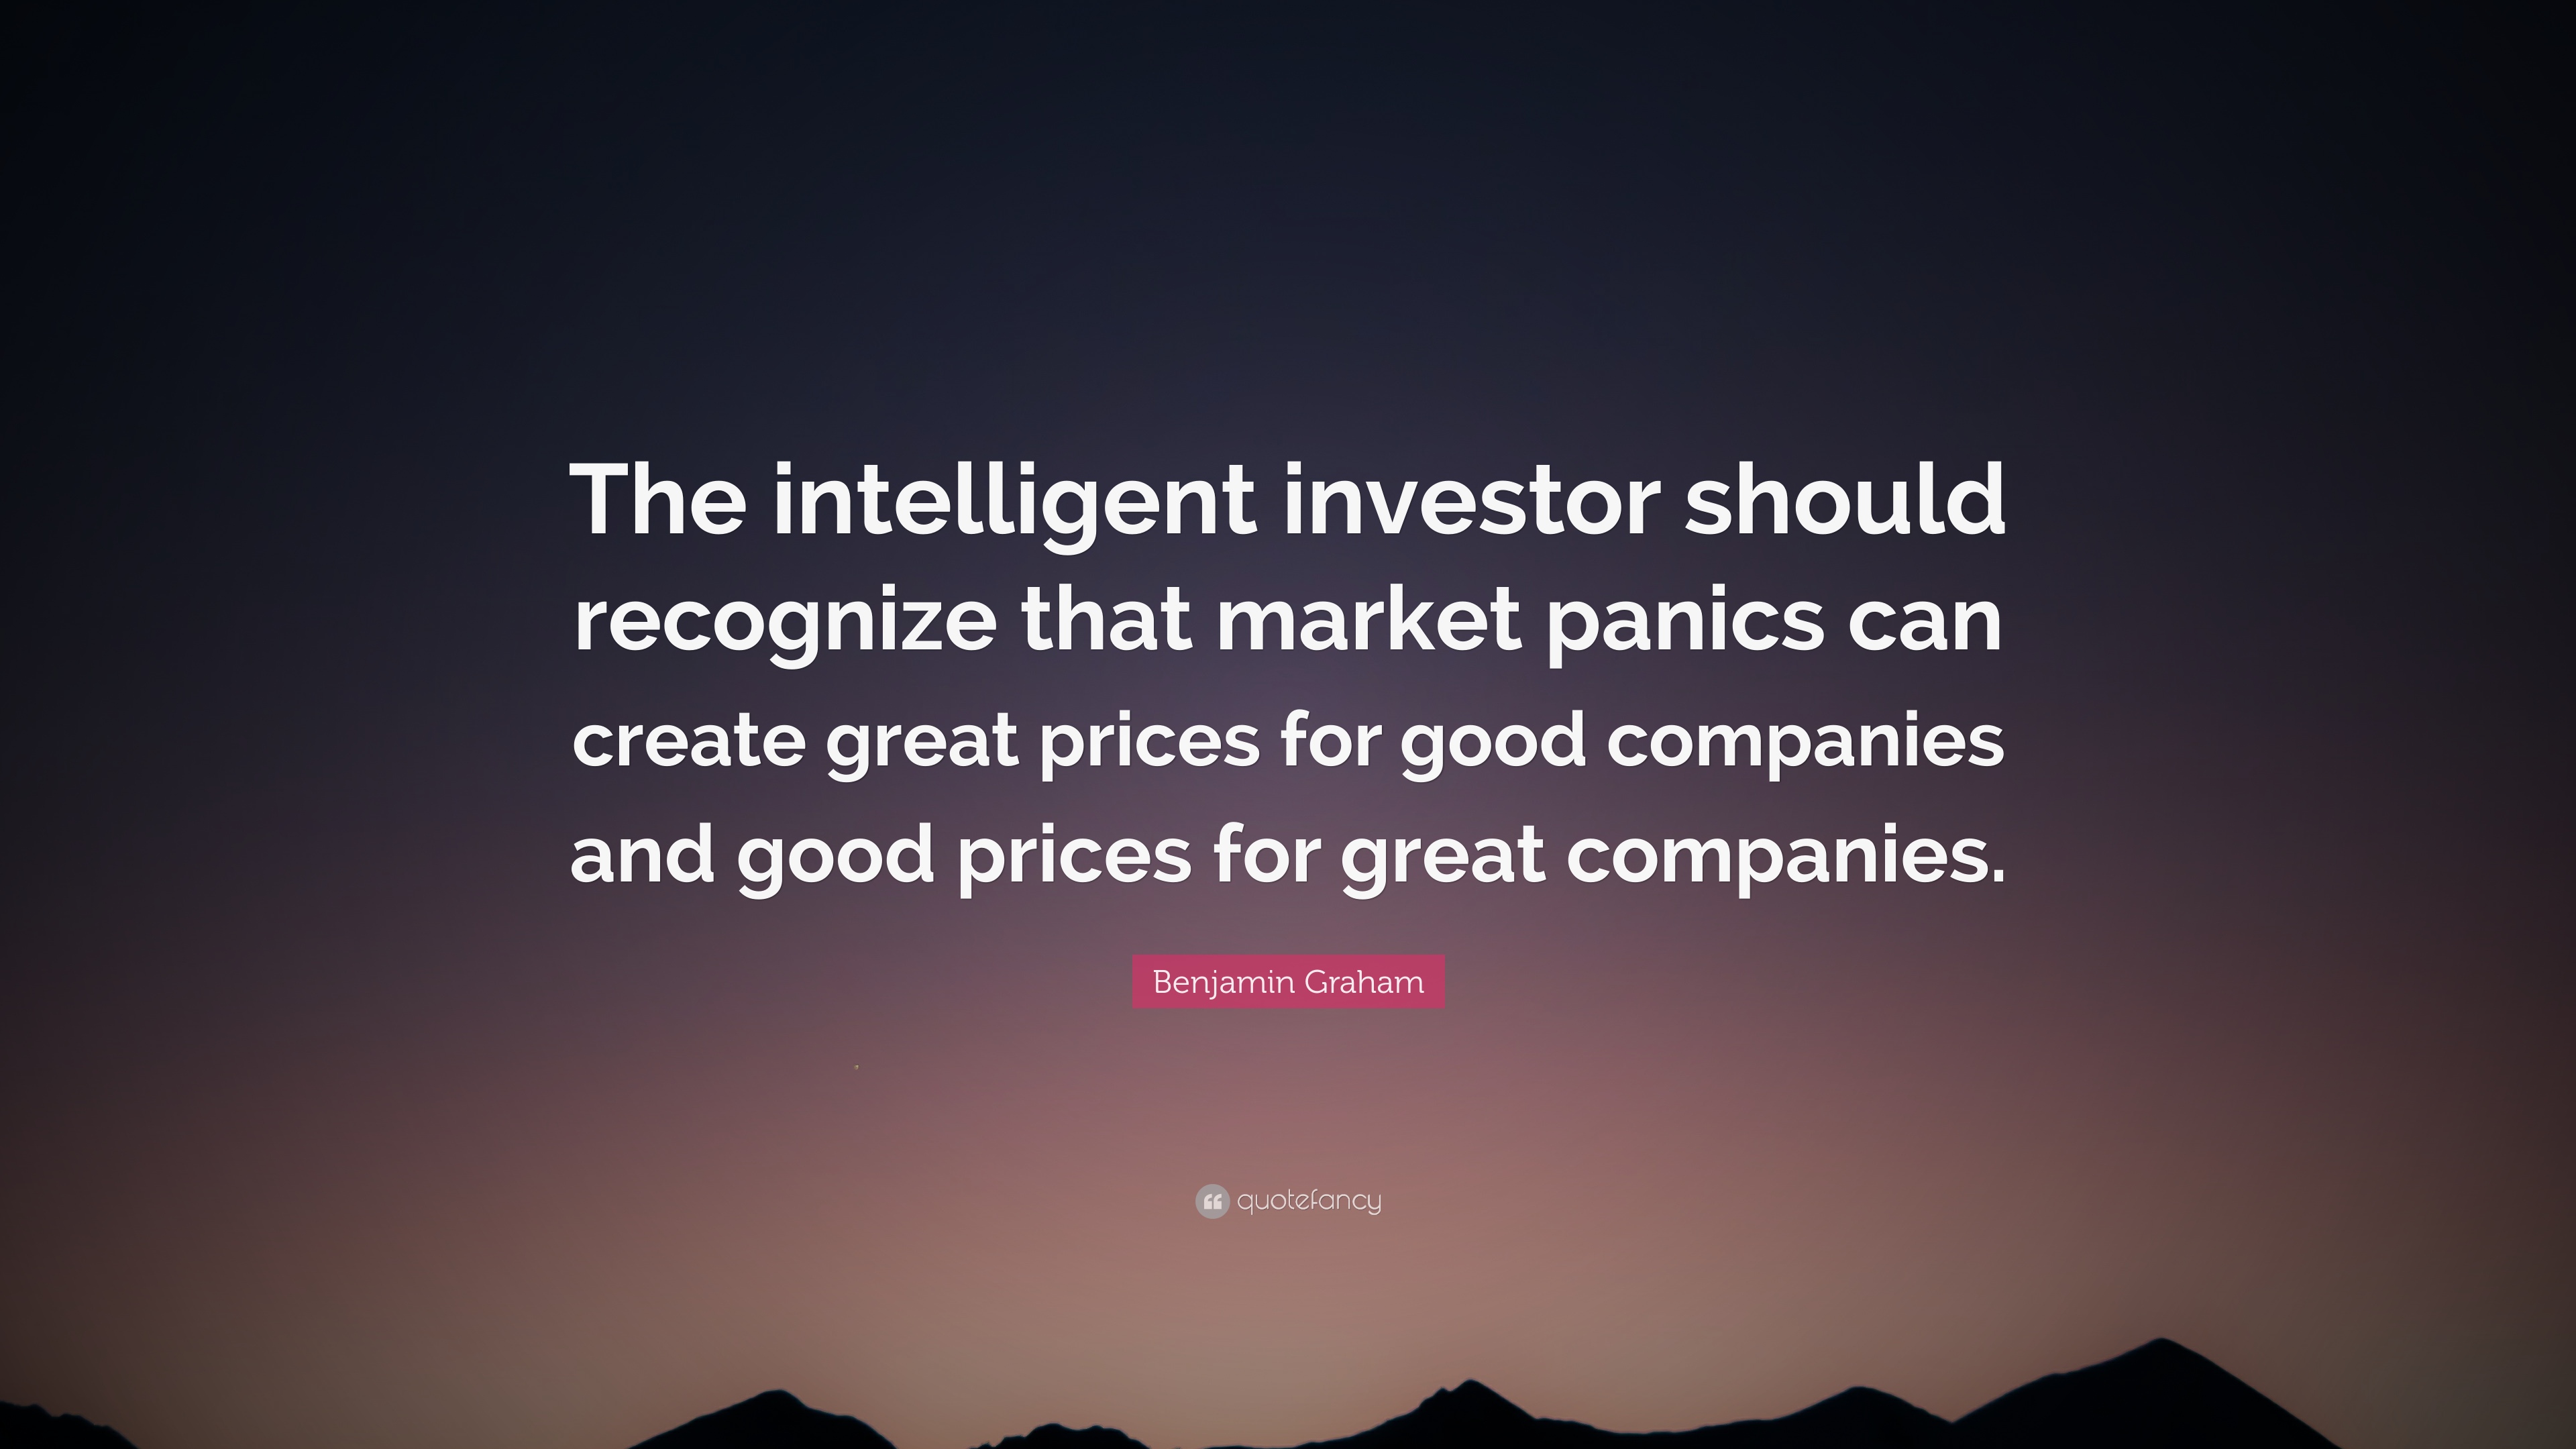 The intelligent investor should
recognize that market panics can
create great prices for good companies
and good prices for great companies.
Benjamin Graham
quotefancy